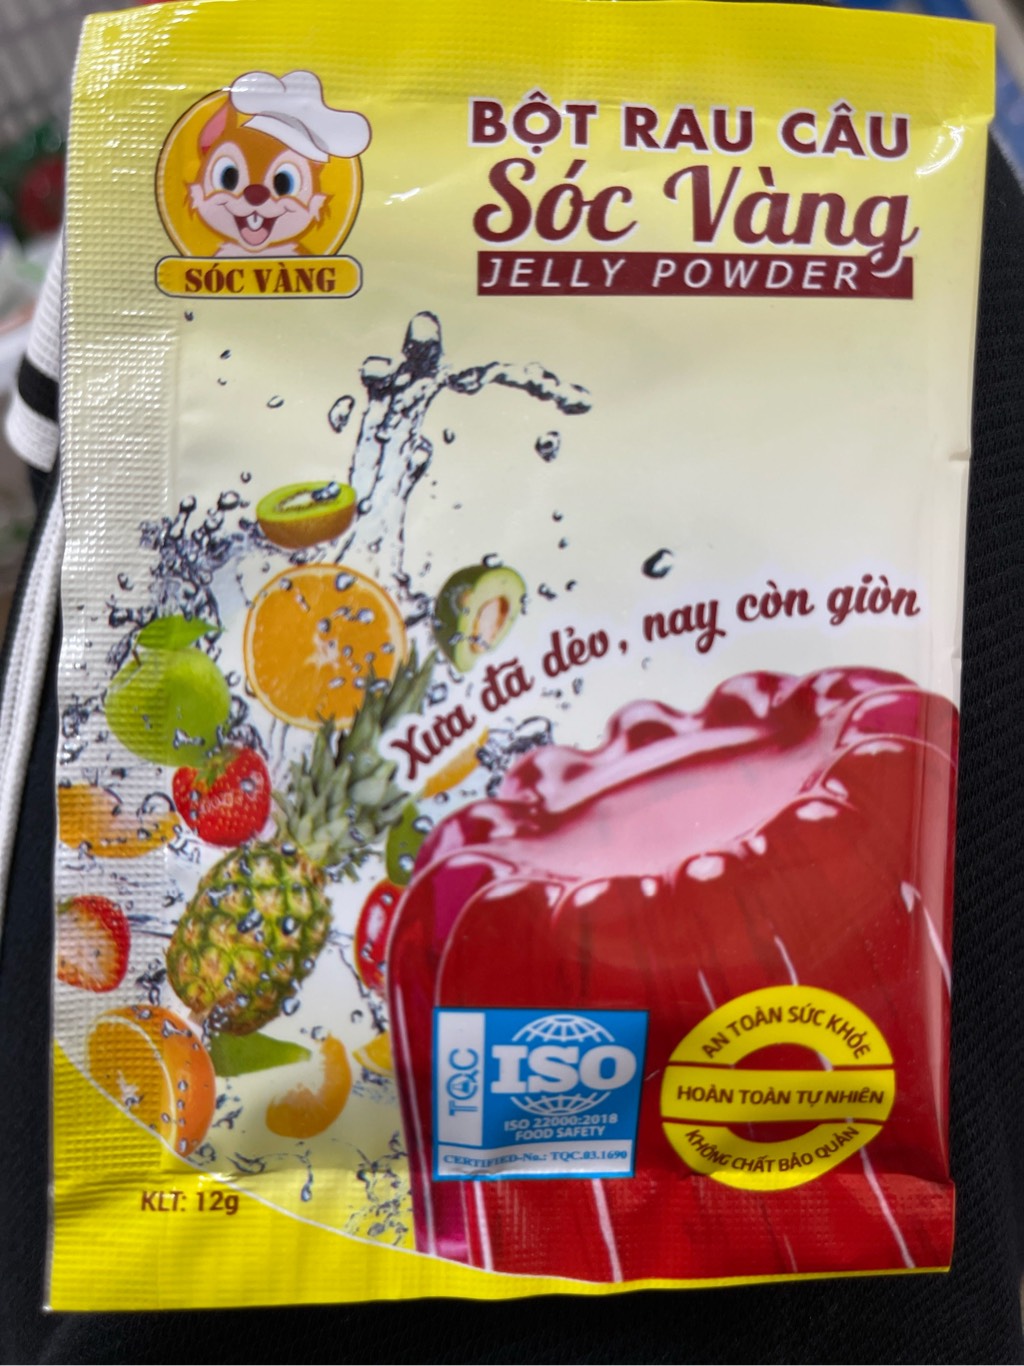 BỘT RAU CÂU
Sóc Vàng
JELLY POWDER
SÓC VÀNG
Xưa đã dẻo, nay còn giòn
TQC
ISO
ISO 22000:2018
FOOD SAFETY
CERTIFIED-No.: TQC.03.1690
AN TOÀN SỨC KHỎE
HOÀN TOÀN TỰ NHIÊN
KHÔNG CHẤT BẢO QUẢN
KLT: 12g